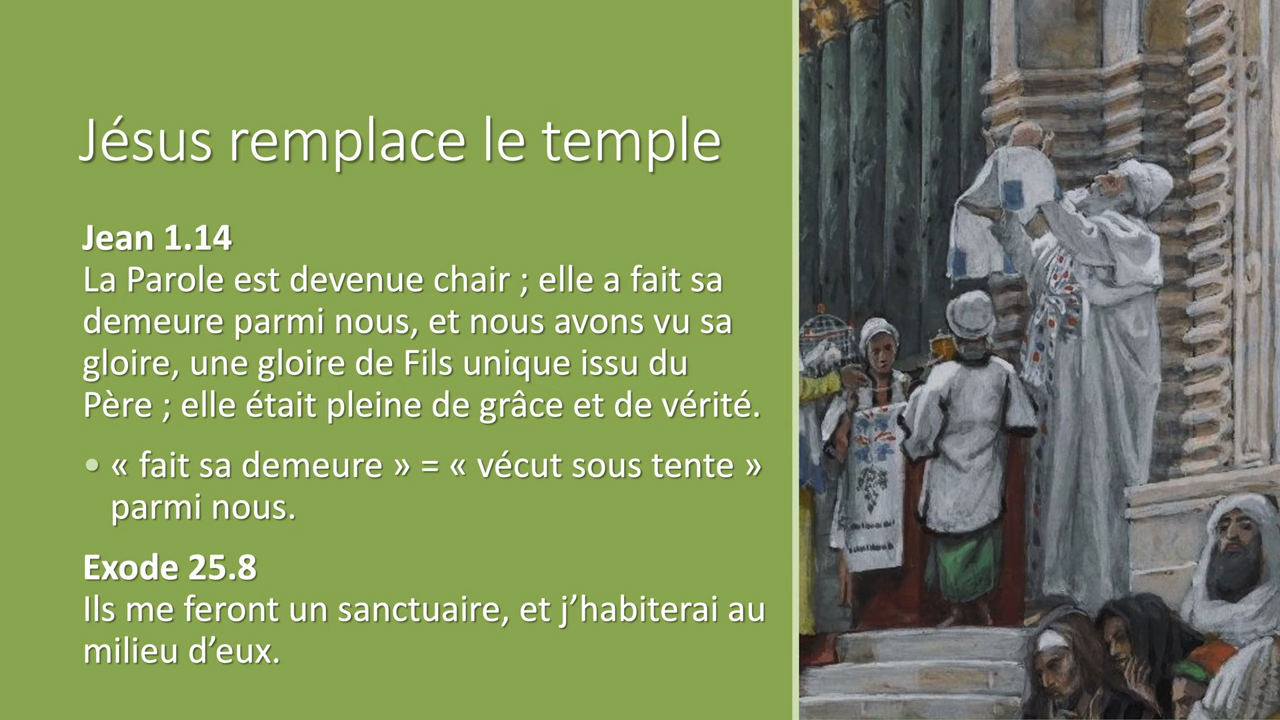 Jésus remplace le temple
Jean 1.14
La Parole est devenue chair ; elle a fait sa
demeure parmi nous, et nous avons vu sa
gloire, une gloire de Fils unique issu du
Père ; elle était pleine de grâce et de vérité.
• « fait sa demeure » = « vécut sous tente »
parmi nous.
Exode 25.8
Ils me feront un sanctuaire, et j’habiterai au
milieu d’eux.